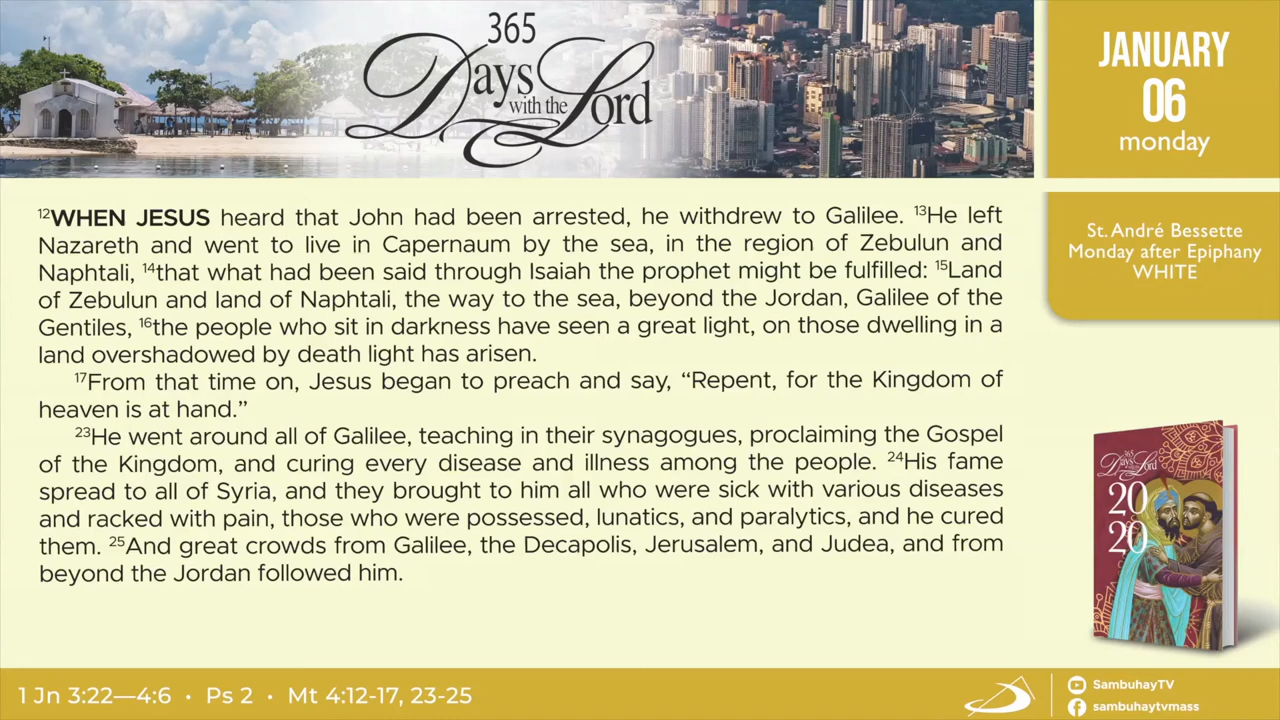 365
Days with the Lord
JANUARY
06
monday
St. André Bessette
Monday after Epiphany
WHITE
12WHEN JESUS heard that John had been arrested, he withdrew to Galilee. 13He left
Nazareth and went to live in Capernaum by the sea, in the region of Zebulun and
Naphtali, 14that what had been said through Isaiah the prophet might be fulfilled: 15Land
of Zebulun and land of Naphtali, the way to the sea, beyond the Jordan, Galilee of the
Gentiles, 16the people who sit in darkness have seen a great light, on those dwelling in a
land overshadowed by death light has arisen.
17From that time on, Jesus began to preach and say, “Repent, for the Kingdom of
heaven is at hand.”
23He went around all of Galilee, teaching in their synagogues, proclaiming the Gospel
of the Kingdom, and curing every disease and illness among the people. 24His fame
spread to all of Syria, and they brought to him all who were sick with various diseases
and racked with pain, those who were possessed, lunatics, and paralytics, and he cured
them. 25And great crowds from Galilee, the Decapolis, Jerusalem, and Judea, and from
beyond the Jordan followed him.
365
Days with the Lord
20
20
1 Jn 3:22—4:6 • Ps 2 • Mt 4:12-17, 23-25
SambuhayTV
sambuhaytvmass